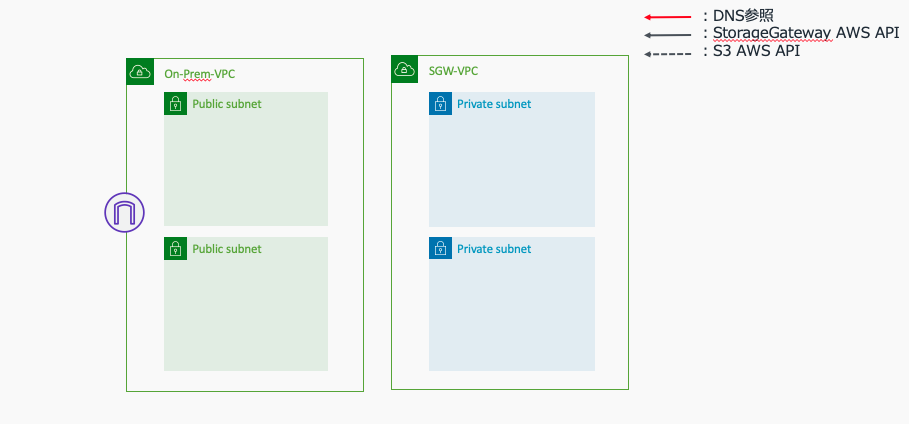 : DNS参照
: StorageGateway AWS API
: S3 AWS API
On-Prem-VPC
SGW-VPC
Public subnet
Private subnet
Public subnet
Private subnet